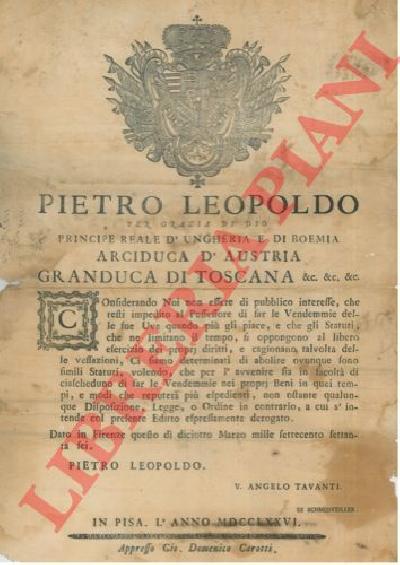 PIETRO LEOPOLDO
PER GRAZIA DI DIO
PRINCIPE REALE D' UNGHERIA E DI BOEMIA
ARCIDUCA D' AUSTRIA
GRANDUCA DI TOSCANA &c. &c. &c.
COnsiderando Noi non essere di pubblico interesse, che
resti impedito al Possessore di far le Vendemmie del-
le sue Uve quando più gli piace, e che gli Statuti,
che ne limitano il tempo, si oppongono al libero
esercizio de' proprj diritti, e cagionano talvolta del-
le vessazioni, Ci siamo determinati di abolire ovunque sono
simili Statuti, volendo, che per l' avvenire sia in facoltà di
ciascheduno di far le Vendemmie nei proprj Beni in quei tem-
pi, e modi che reputerà più espedienti, non ostante qualun-
que Disposizione, Legge, o Ordine in contrario, a cui s' in-
tende col presente Editto espressamente derogato.
Dato in Firenze questo dì diciotto Marzo mille settecento settan-
ta sei.
PIETRO LEOPOLDO.
V. ANGELO TAVANTI.
IN PISA. L' ANNO MDCCLXXVI.
Appresso Gio. Domenico Carotti.
LIBRERIA PIANI